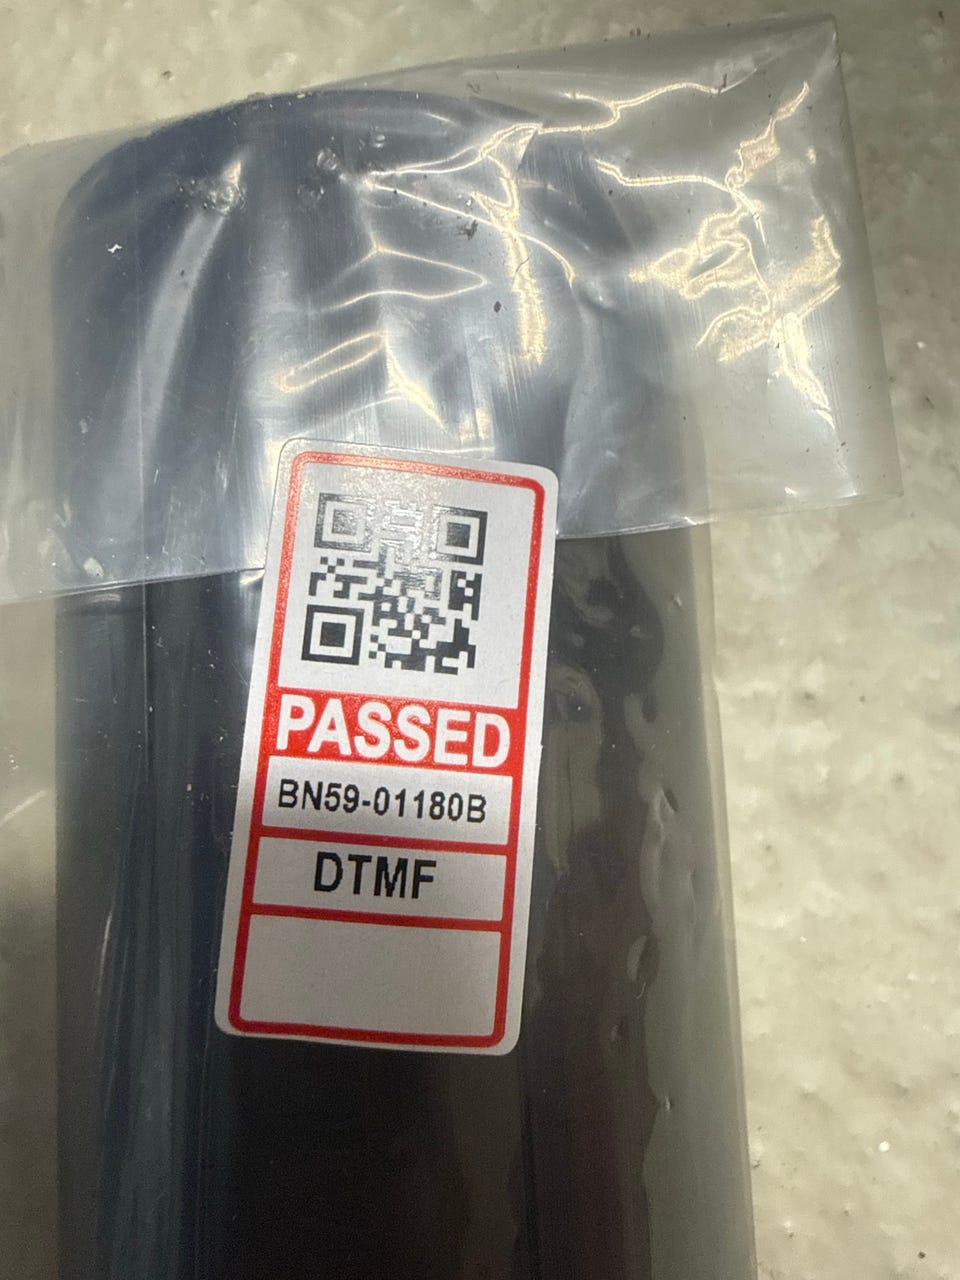 PASSED
BN59-01180B
DTMF